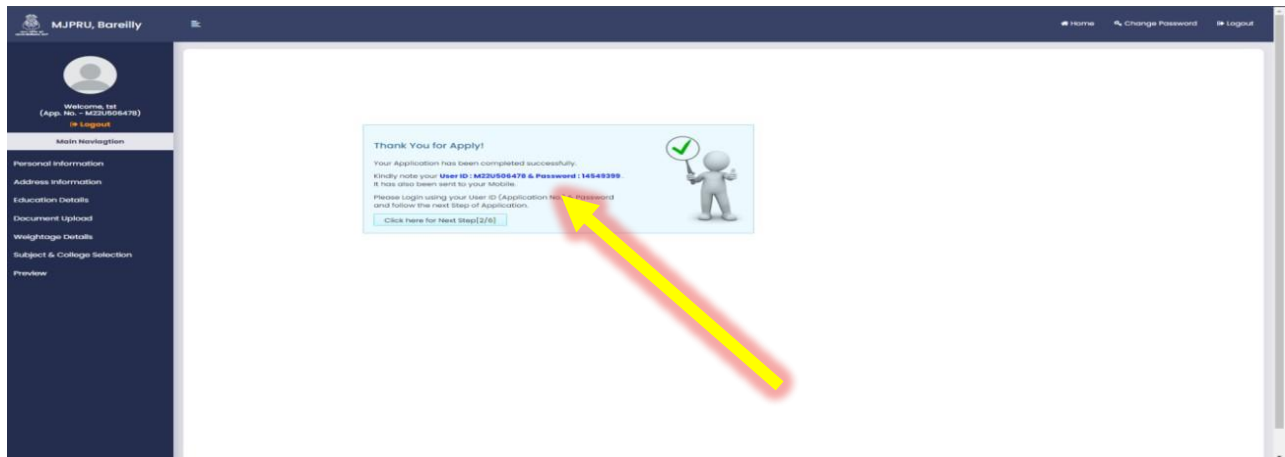 MJPRU, Bareilly
Home
Change Password
Logout
Welcome, tst
(App. No. - M22U506478)
Logout
Main Naviagtion
Personal Information
Address Information
Education Details
Document Upload
Weightage Details
Subject & College Selection
Preview
Thank You for Apply!
Your Application has been completed successfully.
Kindly note your User ID : M22U506478 & Password : 14549399.
It has also been sent to your Mobile.
Please Login using your User ID (Application No.) & Password
and follow the next Step of Application.
Click here for Next Step[2/6]